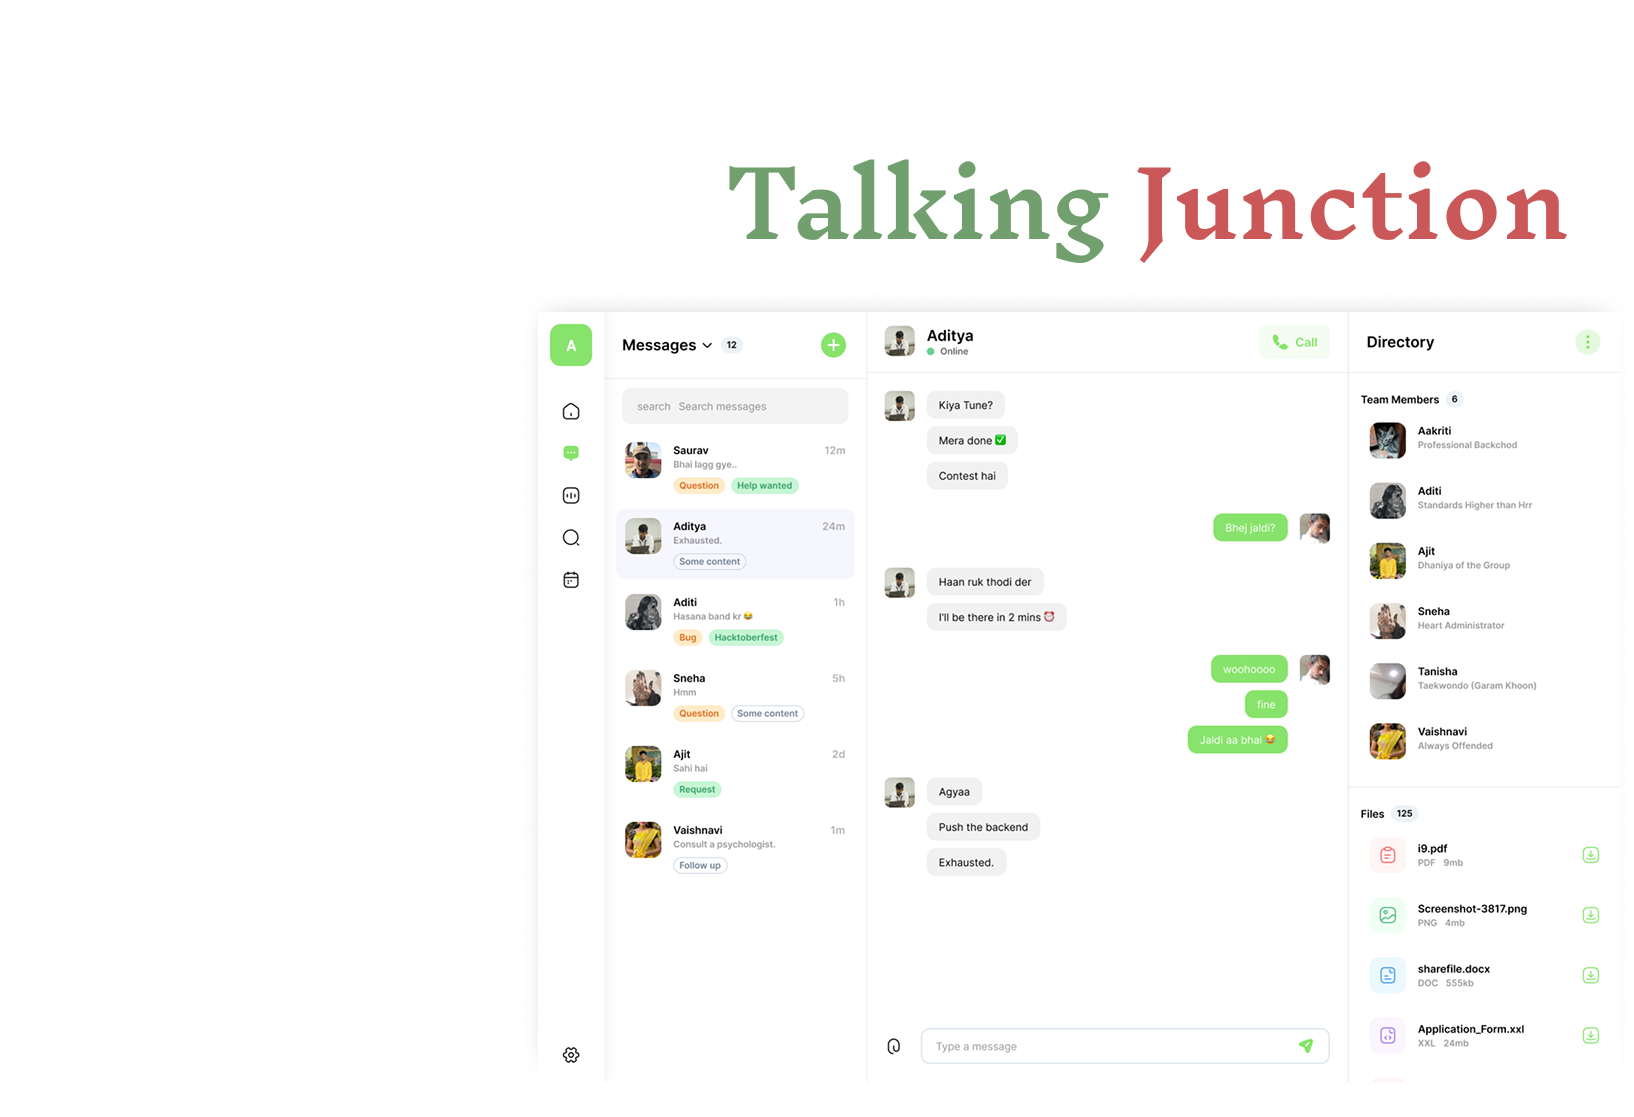 Talking Junction
A
Messages 12
search Search messages
Saurav 12m
Bhai lagg gye..
Question Help wanted
Aditya 24m
Exhausted.
Some content
Aditi 1h
Hasana band kr 😂
Bug Hacktoberfest
Sneha 5h
Hmm
Question Some content
Ajit 2d
Sahi hai
Request
Vaishnavi 1m
Consult a psychologist.
Follow up
Aditya
Online
Call
Kiya Tune?
Mera done ✅
Contest hai
Bhej jaldi?
Haan ruk thodi der
I'll be there in 2 mins ⏰
woohoooo
fine
Jaldi aa bhai 😂
Agyaa
Push the backend
Exhausted.
Type a message
Directory
Team Members 6
Aakriti
Professional Backchod
Aditi
Standards Higher than Hrr
Ajit
Dhaniya of the Group
Sneha
Heart Administrator
Tanisha
Taekwondo (Garam Khoon)
Vaishnavi
Always Offended
Files 125
i9.pdf
PDF 9mb
Screenshot-3817.png
PNG 4mb
sharefile.docx
DOC 555kb
Application_Form.xxl
XXL 24mb